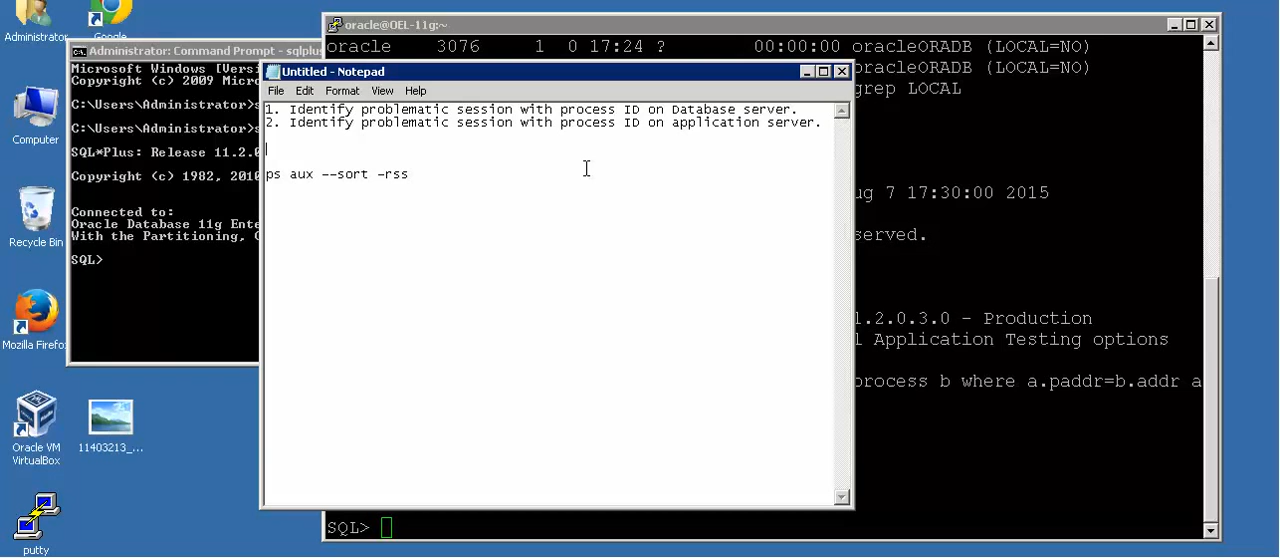 Administrator
Google
Computer
Recycle Bin
Mozilla Firefo
Oracle VM
VirtualBox
11403213_...
putty
Administrator: Command Prompt - sqlplus
Microsoft Windows [Versi
Copyright (c) 2009 Micro
C:\Users\Administrator>s
C:\Users\Administrator>s
SQL*Plus: Release 11.2.0
Copyright (c) 1982, 2010
Connected to:
Oracle Database 11g Ente
With the Partitioning, O
SQL>
Untitled - Notepad
File Edit Format View Help
1. Identify problematic session with process ID on Database server.
2. Identify problematic session with process ID on application server.
ps aux --sort -rss
oracle@OEL-11g:~
oracle 3076 1 0 17:24 ? 00:00:00 oracleORADB (LOCAL=NO)
oracleORADB (LOCAL=NO)
grep LOCAL
ug 7 17:30:00 2015
served.
1.2.0.3.0 - Production
l Application Testing options
process b where a.paddr=b.addr a
SQL>